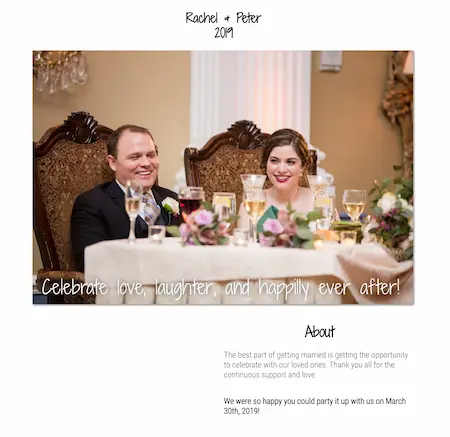 Rachel & Peter
2019
Celebrate love, laughter, and happily ever after!
About
The best part of getting married is getting the opportunity
to celebrate with our loved ones. Thank you all for the
continuous support and love.
We were so happy you could party it up with us on March
30th, 2019!